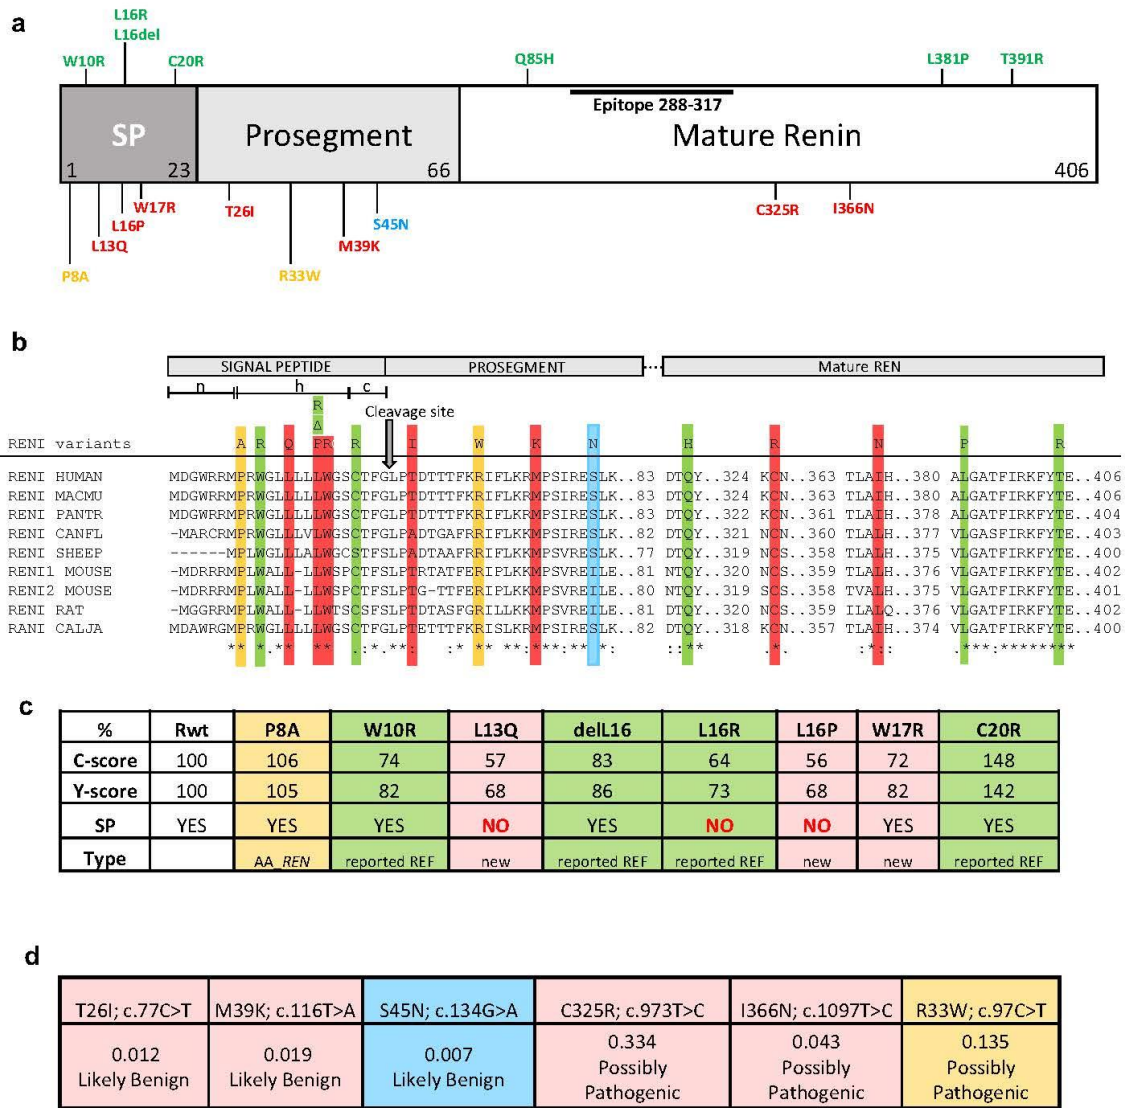 a
L16R
L16del
W10R
C20R
Q85H
L381P
T391R
Epitope 288-317
SP
Prosegment
Mature Renin
1
23
66
406
W17R
T26I
C325R
I366N
L16P
S45N
L13Q
M39K
P8A
R33W
b
SIGNAL PEPTIDE
PROSEGMENT
Mature REN
n
h
c
R
Δ
Cleavage site
RENI variants A R Q PR R I W K N H R N P R
RENI HUMAN MDGWRRMPRWGLLLLLLWGSCTFGLPTDTTTFKRIFLKRMPSIRESLK..83 DTQY..324 KCN..363 TLAIH..380 ALGATFIRKFYTE..406
RENI MACMU MDGWRRMPRWGLLLLLLWGSCTFGLPTDTTTFKRIFLKRMPSIRESLK..83 DTQY..324 KCN..363 TLAIH..380 ALGATFIRKFYTE..406
RENI PANTR MDGWRRMPRWGLLLLLLWGSCTFGLPTDTTTFKRIFLKRMPSIRESLK..83 DTQY..322 KCN..361 TLAIH..378 ALGATFIRKFYTE..404
RENI CANFL -MARCRMPRWGLLLVLWGSCTFGLPADTGAFRRIFLKKMPSVRESLK..82 DTQY..321 KCN..360 TLAIH..377 VLGASFIRKFYTE..401
RENI SHEEP ------MPLWGLLLALWGCSTFSLPADTAAFRRIFLKKMPSVRESLK..77 DTQY..319 NCS..358 TLAIH..375 VLGATFIRKFYTE..400
RENI1 MOUSE -MDRRRMPLWALL-LLWSPCTFSLPTRTATFERIPLKKMPSVREILE..81 NTQY..320 NCS..359 TLAIH..376 VLGATFIRKFYTE..402
RENI2 MOUSE -MDRRRMPLWALL-LLWSPCTFSLPTG-TTFERIPLKKMPSVREILE..80 NTQY..319 SCS..358 TVALH..375 VLGATFIRKFYTE..401
RENI RAT -MGGRRMPLWALL-LLWTSCSFSLPTDTASFGRILLKKMPSVREILE..81 DTQY..320 NCS..359 ILALQ..376 VLGATFIRKFYTE..402
RANI CALJA MDAWRGMPRWGLLLLLLWGSCTFGLPTETTTFKRISLKRMPSIRESLK..82 DTQY..318 KCN..357 TLAIH..374 VLGATFIRKFYTE..400
c
% Rwt P8A W10R L13Q delL16 L16R L16P W17R C20R
C-score 100 106 74 57 83 64 56 72 148
Y-score 100 105 82 68 86 73 68 82 142
SP YES YES YES NO YES NO NO YES YES
Type AA_REN reported REF new reported REF reported REF new new reported REF
d
T26I; c.77C>T M39K; c.116T>A S45N; c.134G>A C325R; c.973T>C I366N; c.1097T>C R33W; c.97C>T
0.012 0.019 0.007 0.334 0.043 0.135
Likely Benign Likely Benign Likely Benign Possibly Possibly Possibly
Pathogenic Pathogenic Pathogenic